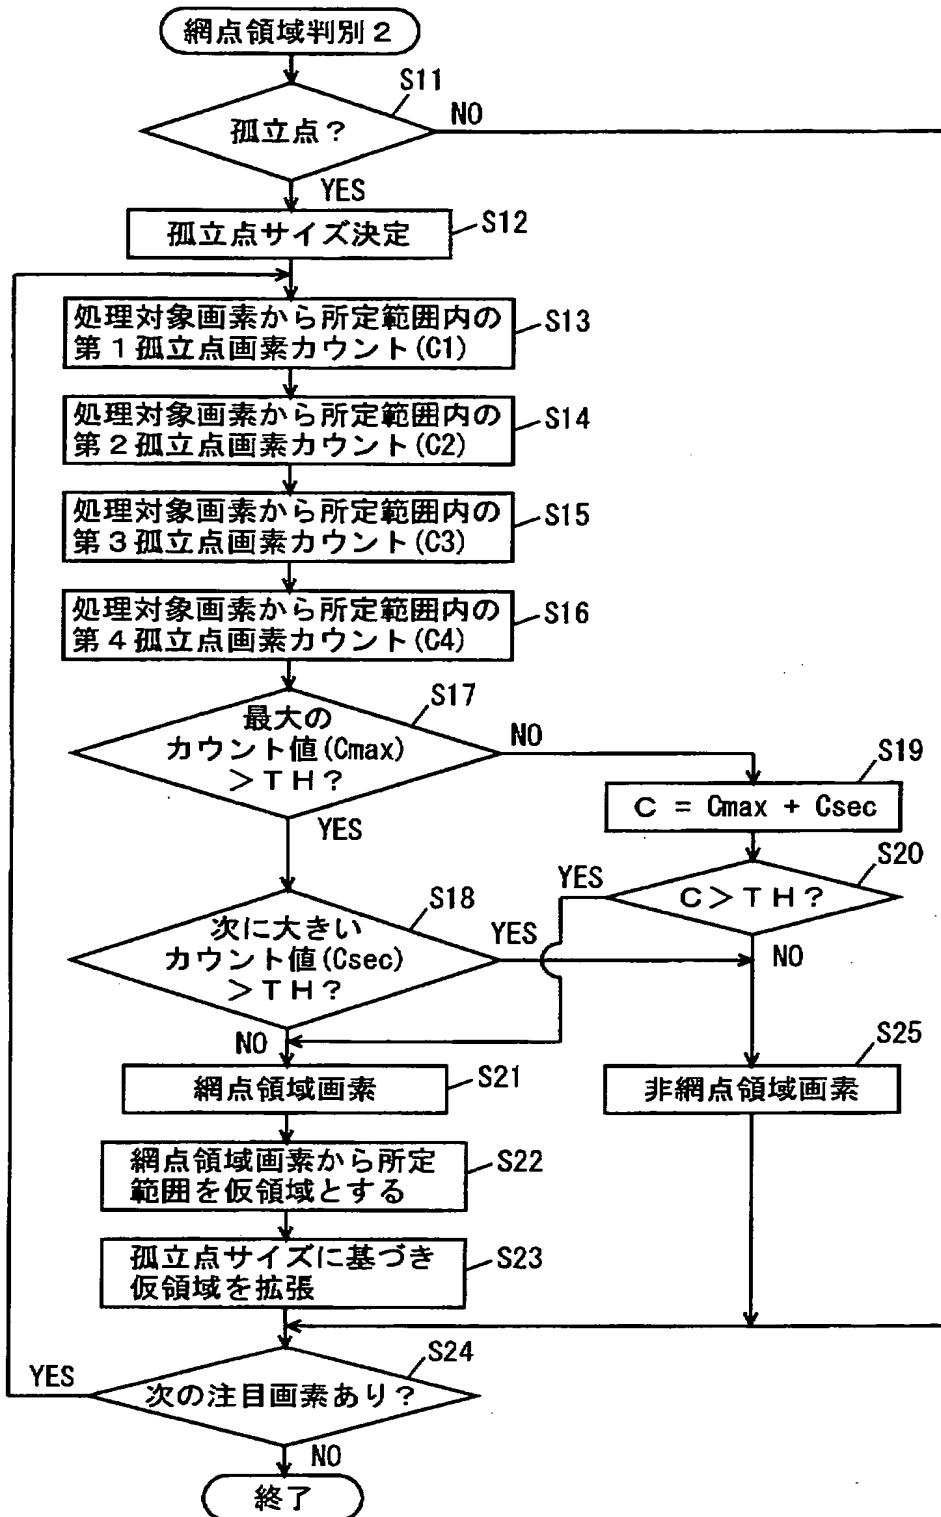 網点領域判別2
S11
孤立点?
NO
YES
孤立点サイズ決定
S12
処理対象画素から所定範囲内の
第1孤立点画素カウント(C1)
S13
処理対象画素から所定範囲内の
第2孤立点画素カウント(C2)
S14
処理対象画素から所定範囲内の
第3孤立点画素カウント(C3)
S15
処理対象画素から所定範囲内の
第4孤立点画素カウント(C4)
S16
S17
最大の
カウント値(Cmax)
>TH?
NO
YES
S19
C = Cmax + Csec
S20
C>TH?
YES
NO
S18
次に大きい
カウント値(Csec)
>TH?
YES
NO
網点領域画素
S21
S25
非網点領域画素
網点領域画素から所定
範囲を仮領域とする
S22
孤立点サイズに基づき
仮領域を拡張
S23
S24
次の注目画素あり?
YES
NO
終了